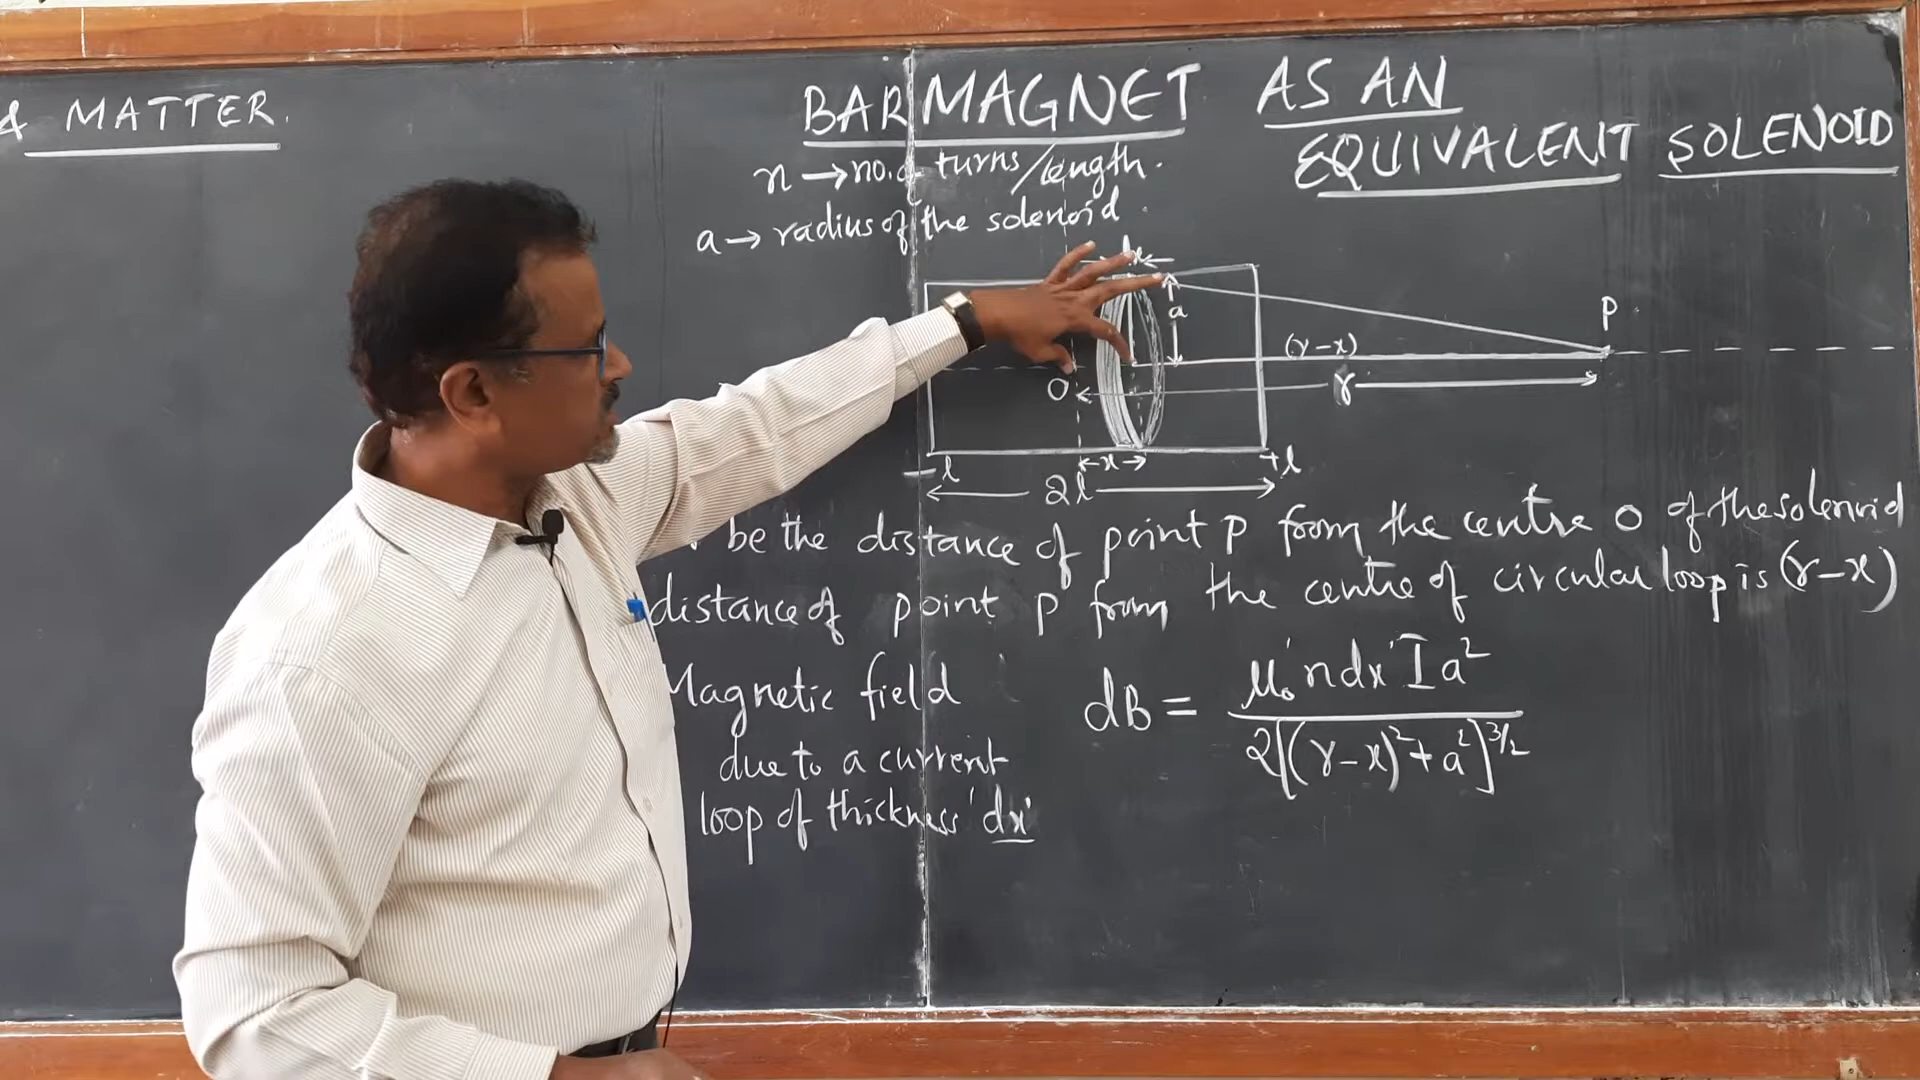 & MATTER.
BAR MAGNET AS AN
EQUIVALENT SOLENOID
n → no. of turns/length.
a → radius of the solenoid.
dx
a
P
(r-x)
O
r
x
-l
+l
2l
be the distance of point P from the centre O of the solenoid
distance of point P from the centre of circular loop is (r-x)
Magnetic field
due to a current
loop of thickness 'dx'
dB = μ₀ n dx I a² / 2[(r-x)² + a²]^3/2